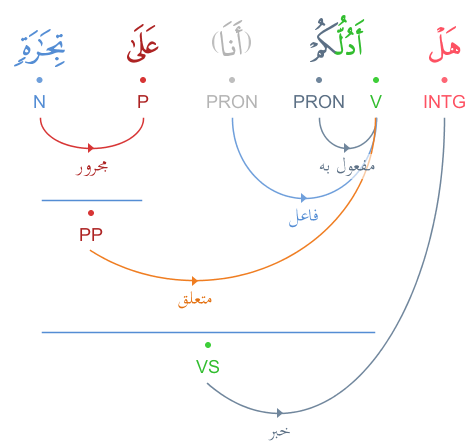 هَلْ أَدُلُّكُمْ (أَنَا) عَلَىٰ تِجَٰرَةٍۢ
INTG V PRON PRON P N
مجرور
مفعول به
فاعل
PP
متعلق
VS
خبر